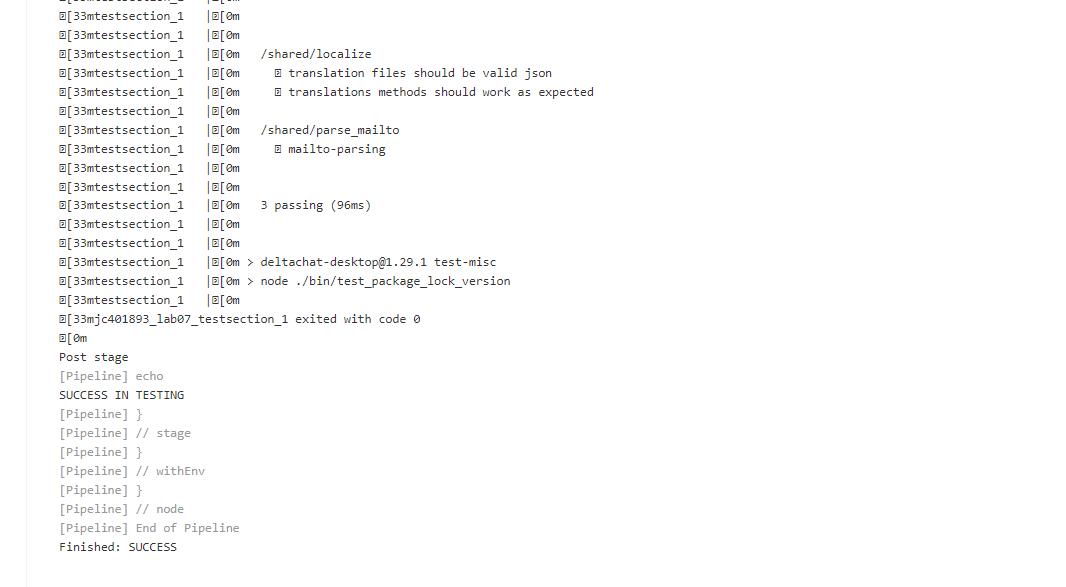 [33mtestsection_1   |[0m
[33mtestsection_1   |[0m
[33mtestsection_1   |[0m   /shared/localize
[33mtestsection_1   |[0m     translation files should be valid json
[33mtestsection_1   |[0m     translations methods should work as expected
[33mtestsection_1   |[0m
[33mtestsection_1   |[0m   /shared/parse_mailto
[33mtestsection_1   |[0m     mailto-parsing
[33mtestsection_1   |[0m
[33mtestsection_1   |[0m
[33mtestsection_1   |[0m   3 passing (96ms)
[33mtestsection_1   |[0m
[33mtestsection_1   |[0m
[33mtestsection_1   |[0m > deltachat-desktop@1.29.1 test-misc
[33mtestsection_1   |[0m > node ./bin/test_package_lock_version
[33mtestsection_1   |[0m
[33mjc401893_lab07_testsection_1 exited with code 0
[0m
Post stage
[Pipeline] echo
SUCCESS IN TESTING
[Pipeline] }
[Pipeline] // stage
[Pipeline] }
[Pipeline] // withEnv
[Pipeline] }
[Pipeline] // node
[Pipeline] End of Pipeline
Finished: SUCCESS